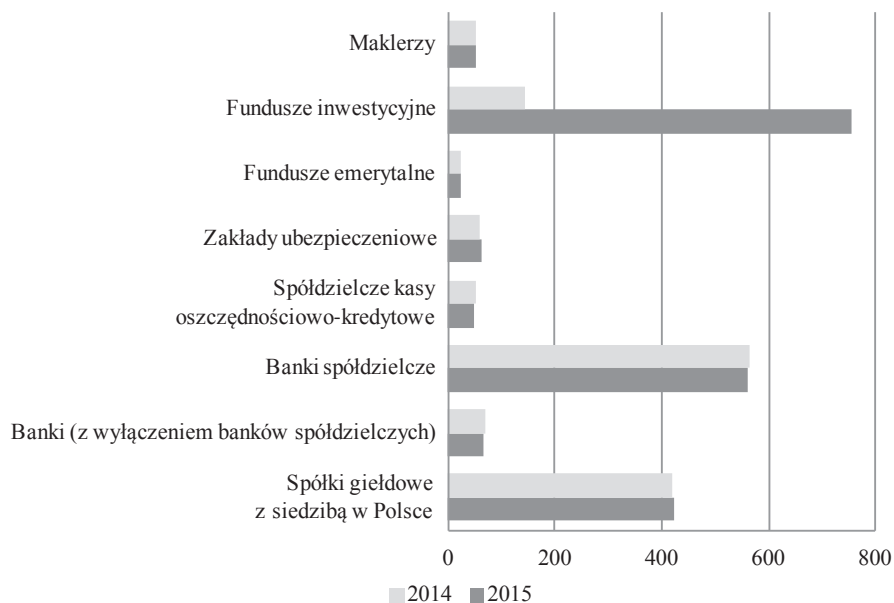 Maklerzy
Fundusze inwestycyjne
Fundusze emerytalne
Zakłady ubezpieczeniowe
Spółdzielcze kasy
oszczędnościowo-kredytowe
Banki spółdzielcze
Banki (z wyłączeniem banków spółdzielczych)
Spółki giełdowe
z siedzibą w Polsce
0 200 400 600 800
2014 2015